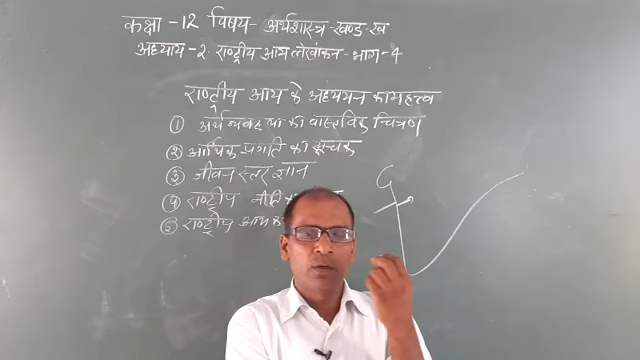 कक्षा - 12 विषय - अर्थशास्त्र - खण्ड - ख
अध्याय - २ राष्ट्रीय आय लेखांकन - भाग - 4
राष्ट्रीय आय के अध्ययन का महत्त्व
① अर्थव्यवस्था का वास्तविक चित्रण
② आर्थिक प्रगति का सूचक
③ जीवन स्तर ज्ञान
④ राष्ट्रीय नीति
⑤ राष्ट्रीय आय